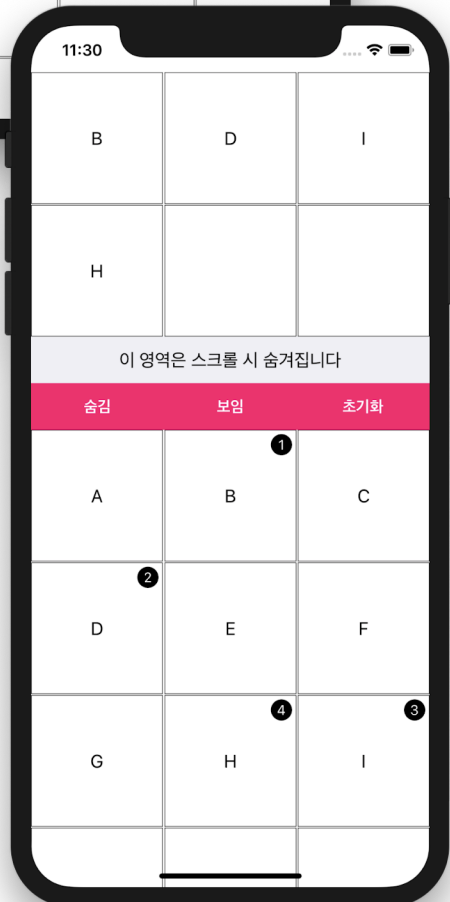 11:30
B D I
H
이 영역은 스크롤 시 숨겨집니다
숨김 보임 초기화
1
A B C
2
D E F
4 3
G H I